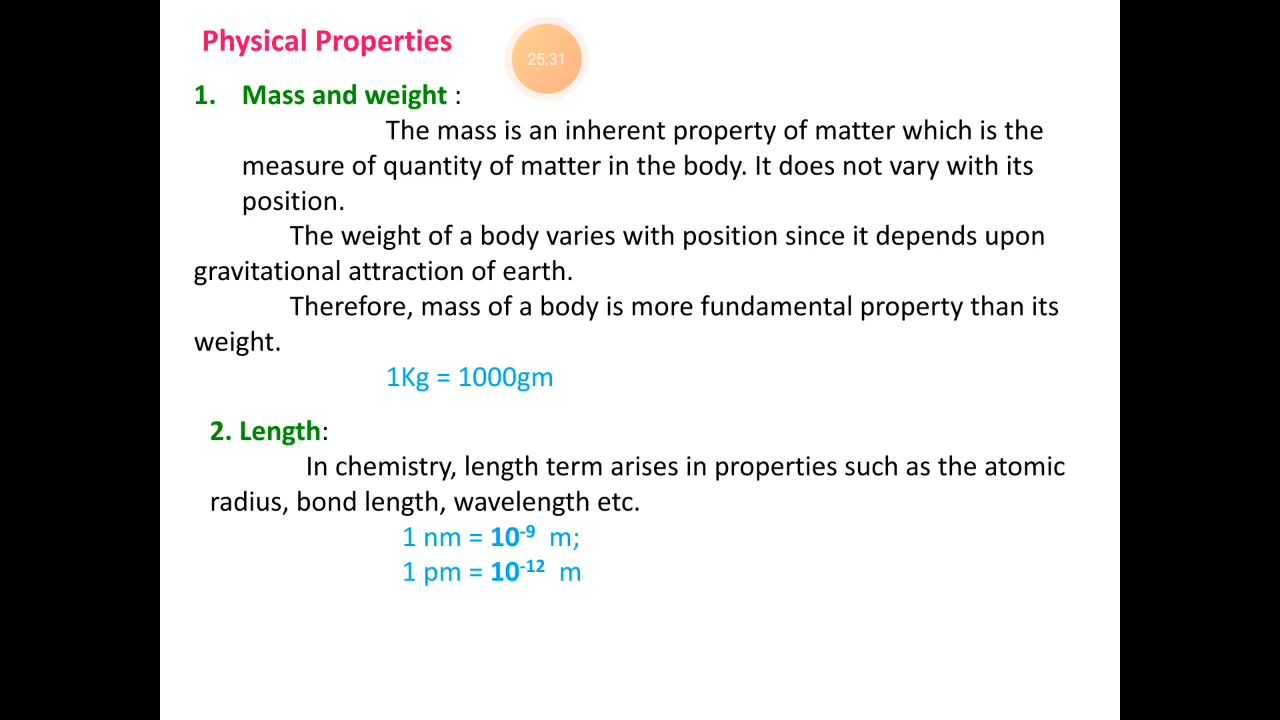 Physical Properties
25:31
1. Mass and weight :
The mass is an inherent property of matter which is the
measure of quantity of matter in the body. It does not vary with its
position.
The weight of a body varies with position since it depends upon
gravitational attraction of earth.
Therefore, mass of a body is more fundamental property than its
weight.
1Kg = 1000gm
2. Length:
In chemistry, length term arises in properties such as the atomic
radius, bond length, wavelength etc.
1 nm = 10⁻⁹ m;
1 pm = 10⁻¹² m